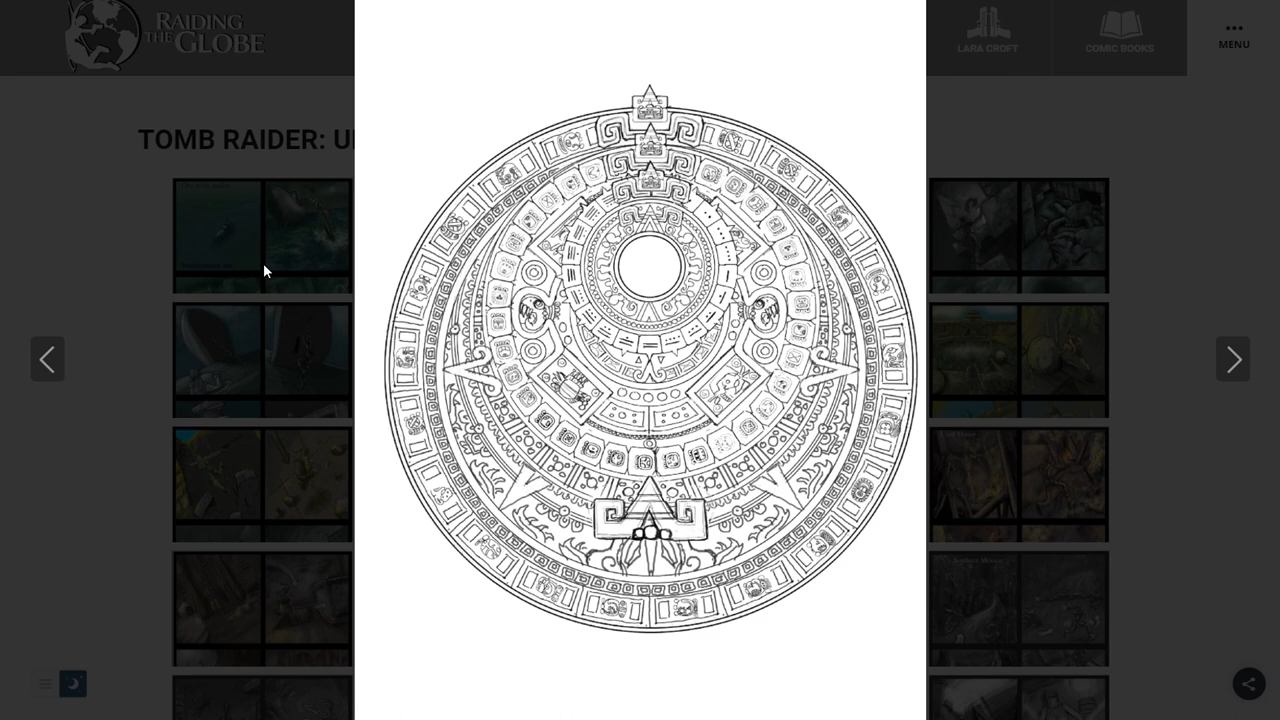 RAIDING
THE GLOBE
LARA CROFT
COMIC BOOKS
MENU
TOMB RAIDER: U